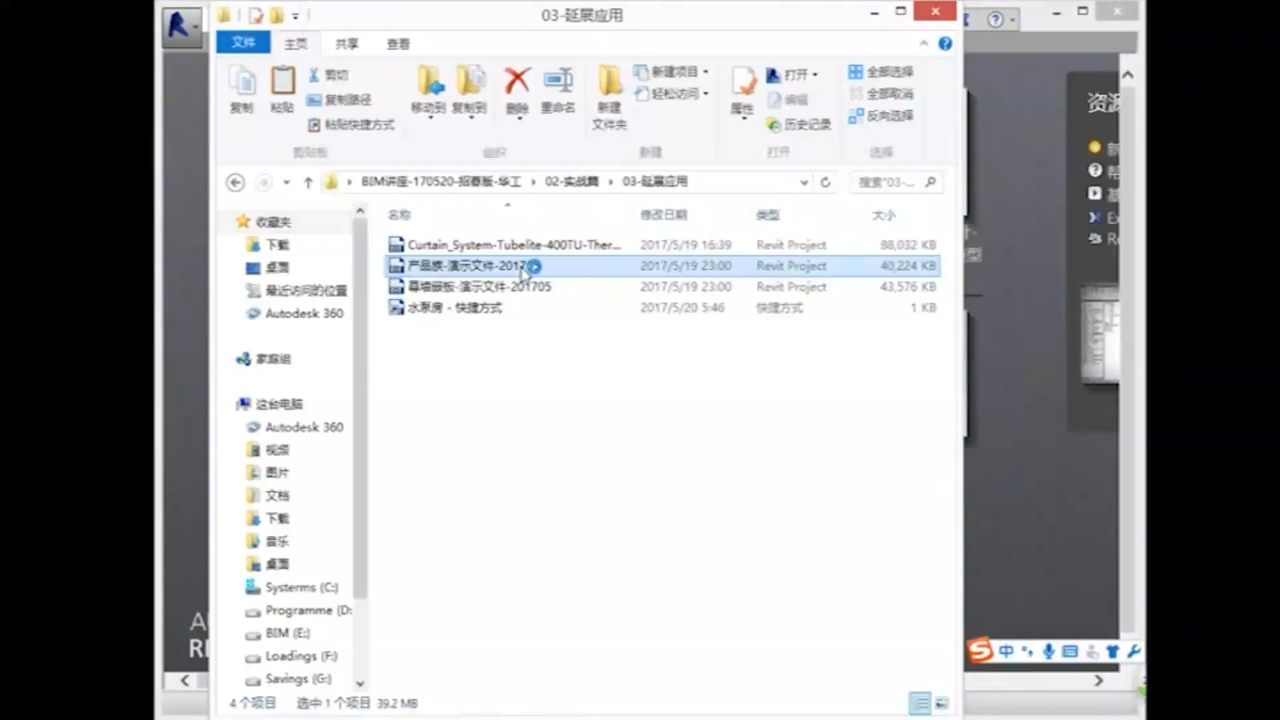 03-延展应用
文件 主页 共享 查看
复制 粘贴 剪切 复制路径 粘贴快捷方式 移动到 复制到 删除 重命名 新建文件夹 新建项目 轻松访问 属性 打开 编辑 历史记录 全部选择 全部取消 反向选择
剪贴板 组织 新建 打开 选择
BIM讲座-170520-招募版-华工 02-实战篇 03-延展应用 搜索"03-...
名称 修改日期 类型 大小
Curtain_System-Tubelite-400TU-Ther... 2017/5/19 16:39 Revit Project 88,032 KB
产品族-演示文件-2017 2017/5/19 23:00 Revit Project 40,224 KB
幕墙嵌板-演示文件-201705 2017/5/19 23:00 Revit Project 43,576 KB
水泵房 - 快捷方式 2017/5/20 5:46 快捷方式 1 KB
收藏夹
下载
桌面
最近访问的位置
Autodesk 360
家庭组
这台电脑
Autodesk 360
视频
图片
文档
下载
音乐
桌面
Systerms (C:)
Programme (D:
BIM (E:)
Loadings (F:)
Savings (G:)
4 个项目 选中 1 个项目 39.2 MB
资源
中